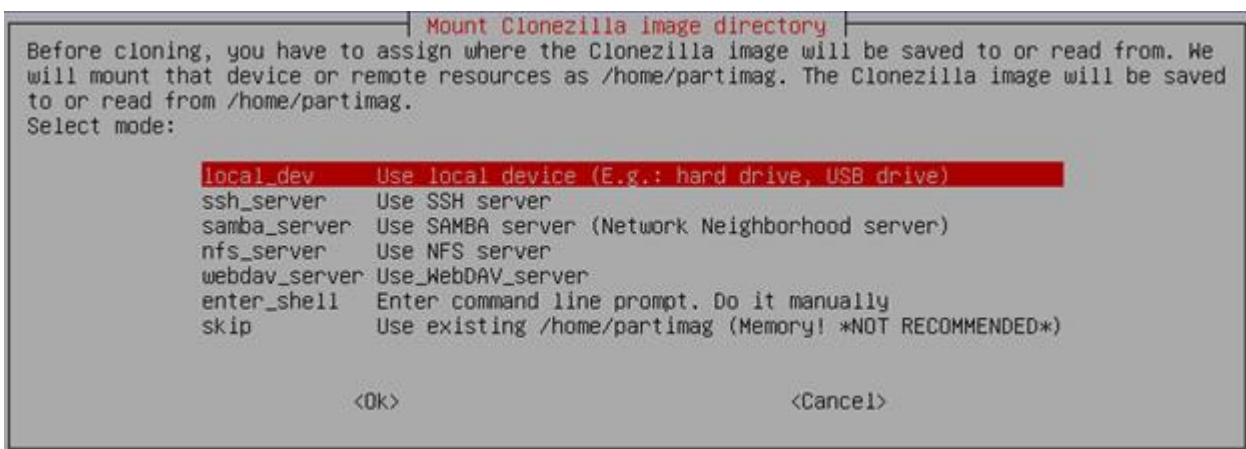 Mount Clonezilla image directory
Before cloning, you have to assign where the Clonezilla image will be saved to or read from. We
will mount that device or remote resources as /home/partimag. The Clonezilla image will be saved
to or read from /home/partimag.
Select mode:
local_dev Use local device (E.g.: hard drive, USB drive)
ssh_server Use SSH server
samba_server Use SAMBA server (Network Neighborhood server)
nfs_server Use NFS server
webdav_server Use_WebDAV_server
enter_shell Enter command line prompt. Do it manually
skip Use existing /home/partimag (Memory! *NOT RECOMMENDED*)
<Ok> <Cancel>